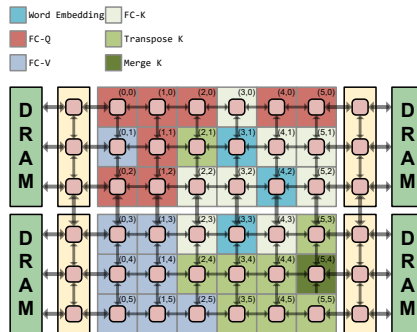 Word Embedding FC-K
FC-Q Transpose K
FC-V Merge K
DRAM DRAM
(0,0) (1,0) (2,0) (3,0) (4,0) (5,0)
(0,1) (1,1) (2,1) (3,1) (4,1) (5,1)
(0,2) (1,2) (2,2) (3,2) (4,2) (5,2)
DRAM DRAM
(0,3) (1,3) (2,3) (3,3) (4,3) (5,3)
(0,4) (1,4) (2,4) (3,4) (4,4) (5,4)
(0,5) (1,5) (2,5) (3,5) (4,5) (5,5)